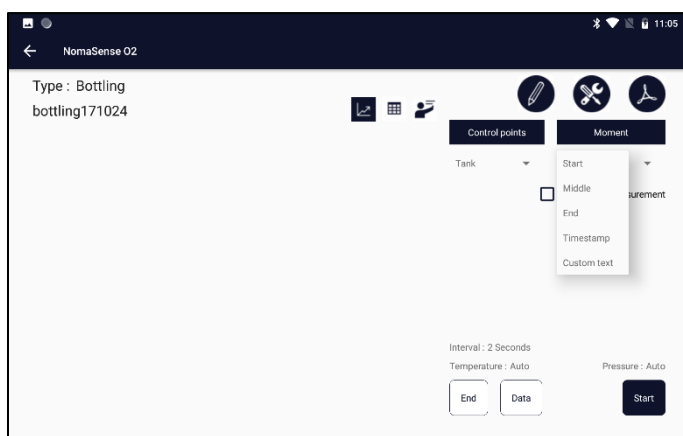 11:05
NomaSense O2
Type : Bottling
bottling171024
Control points
Moment
Tank
Start
Middle
End
Timestamp
Custom text
surement
Interval : 2 Seconds
Temperature : Auto
Pressure : Auto
End
Data
Start